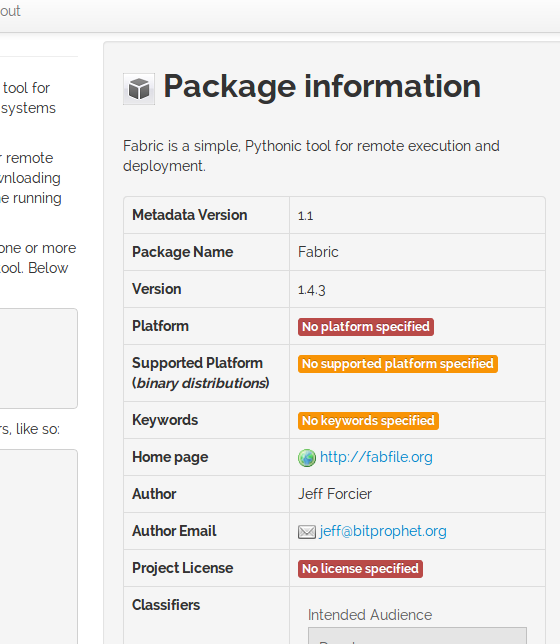 out
tool for
systems
remote
wnloading
e running
one or more
tool. Below
s, like so:
Package information
Fabric is a simple, Pythonic tool for remote execution and
deployment.
Metadata Version 1.1
Package Name Fabric
Version 1.4.3
Platform No platform specified
Supported Platform No supported platform specified
(binary distributions)
Keywords No keywords specified
Home page http://fabfile.org
Author Jeff Forcier
Author Email jeff@bitprophet.org
Project License No license specified
Classifiers
Intended Audience